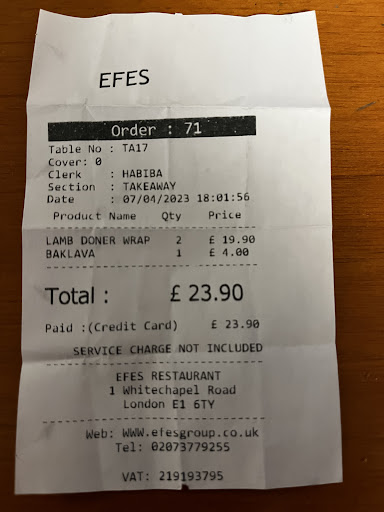 EFES
Order : 71
Table No : TA17
Cover: 0
Clerk : HABIBA
Section : TAKEAWAY
Date : 07/04/2023 18:01:56
Product Name Qty Price
LAMB DONER WRAP 2 £ 19.90
BAKLAVA 1 £ 4.00
Total : £ 23.90
Paid :(Credit Card) £ 23.90
SERVICE CHARGE NOT INCLUDED
EFES RESTAURANT
1 Whitechapel Road
London E1 6TY
Web: WWW.efesgroup.co.uk
Tel: 02073779255
VAT: 219193795